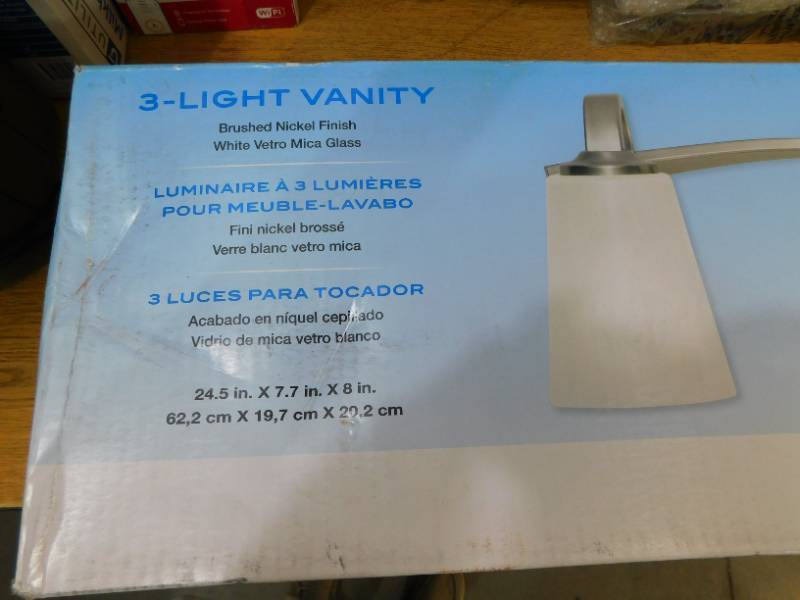 3-LIGHT VANITY
Brushed Nickel Finish
White Vetro Mica Glass
LUMINAIRE À 3 LUMIÈRES
POUR MEUBLE-LAVABO
Fini nickel brossé
Verre blanc vetro mica
3 LUCES PARA TOCADOR
Acabado en níquel cepillado
Vidrio de mica vetro blanco
24.5 in. X 7.7 in. X 8 in.
62,2 cm X 19,7 cm X 20,2 cm
WiFi